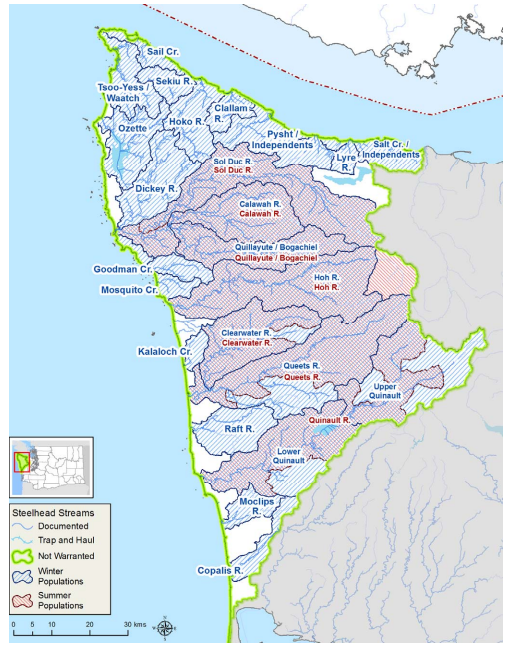 Sail Cr.
Sekiu R.
Tsoo-Yess /
Waatch
Clallam
R.
Ozette
Hoko R.
Pysht /
Independents
Salt Cr. /
Independents
Lyre
R.
Sol Duc R.
Sol Duc R.
Dickey R.
Calawah R.
Calawah R.
Quillayute / Bogachiel
Quillayute / Bogachiel
Goodman Cr.
Hoh R.
Hoh R.
Mosquito Cr.
Clearwater R.
Clearwater R.
Kalaloch Cr.
Queets R.
Queets R.
Upper
Quinault
Quinault R.
Raft R.
Lower
Quinault
Moclips
R.
Copalis R.
Steelhead Streams
Documented
Trap and Haul
Not Warranted
Winter
Populations
Summer
Populations
0 5 10 20 30 kms